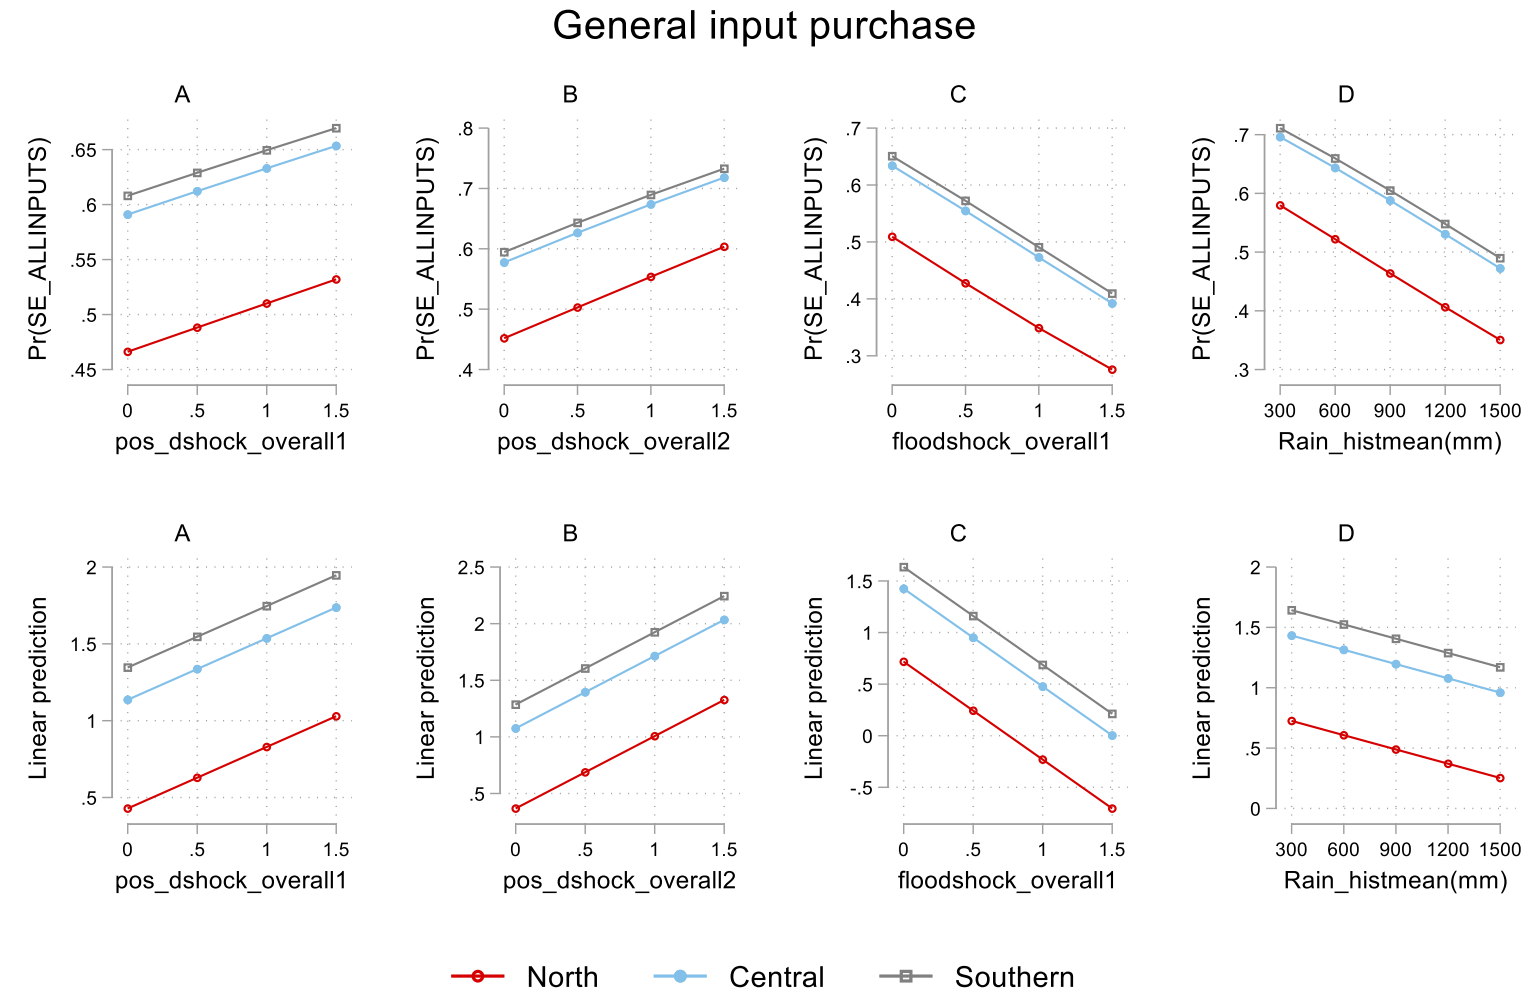 General input purchase
A
B
C
D
Pr(SE_ALLINPUTS)
.65
.6
.55
.5
.45
0 .5 1 1.5
pos_dshock_overall1
Pr(SE_ALLINPUTS)
.8
.7
.6
.5
.4
0 .5 1 1.5
pos_dshock_overall2
Pr(SE_ALLINPUTS)
.7
.6
.5
.4
.3
0 .5 1 1.5
floodshock_overall1
Pr(SE_ALLINPUTS)
.7
.6
.5
.4
.3
300 600 900 1200 1500
Rain_histmean(mm)
A
B
C
D
Linear prediction
2
1.5
1
.5
0 .5 1 1.5
pos_dshock_overall1
Linear prediction
2.5
2
1.5
1
.5
0 .5 1 1.5
pos_dshock_overall2
Linear prediction
1.5
1
.5
0
-.5
0 .5 1 1.5
floodshock_overall1
Linear prediction
2
1.5
1
.5
0
300 600 900 1200 1500
Rain_histmean(mm)
North Central Southern